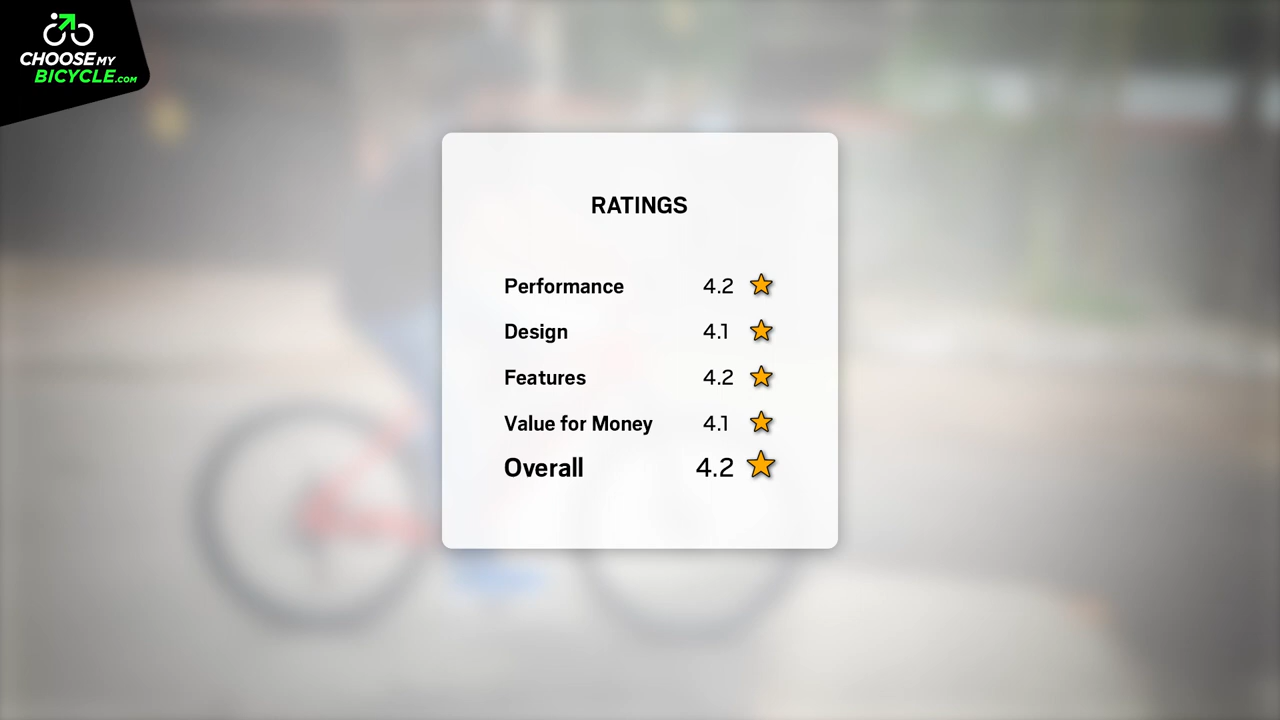 CHOOSE MY
BICYCLE.COM
RATINGS
Performance 4.2
Design 4.1
Features 4.2
Value for Money 4.1
Overall 4.2